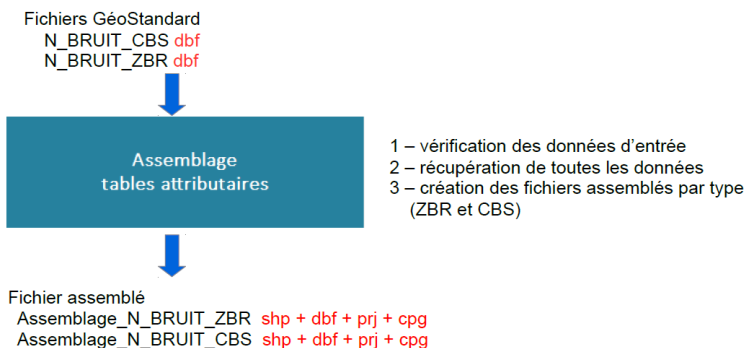 Fichiers GéoStandard
N_BRUIT_CBS dbf
N_BRUIT_ZBR dbf
Assemblage
tables attributaires
1 – vérification des données d'entrée
2 – récupération de toutes les données
3 – création des fichiers assemblés par type
(ZBR et CBS)
Fichier assemblé
Assemblage_N_BRUIT_ZBR shp + dbf + prj + cpg
Assemblage_N_BRUIT_CBS shp + dbf + prj + cpg